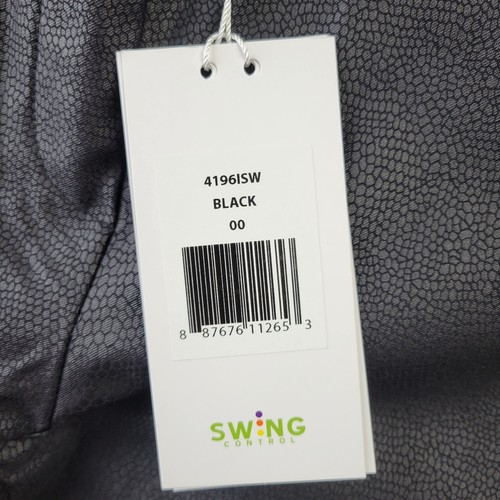 4196ISW
BLACK
00
8 87676 11265 3
SWING
CONTROL